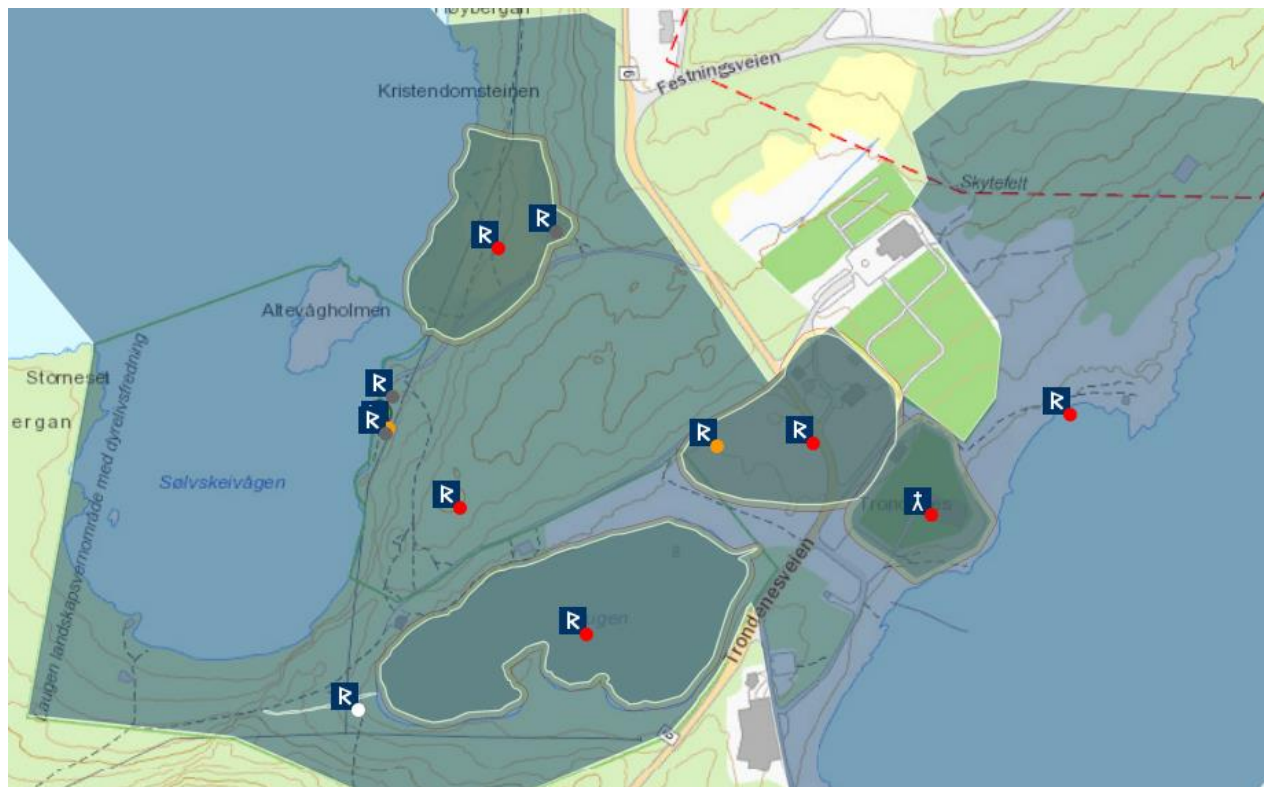 Kristendomsteinen
Festningsveien
Skytefelt
Altevågholmen
Storneset
ergan
Sølvskeivågen
Laugen landskapsvernområde med dyrelivsfredning
Trondenesveien